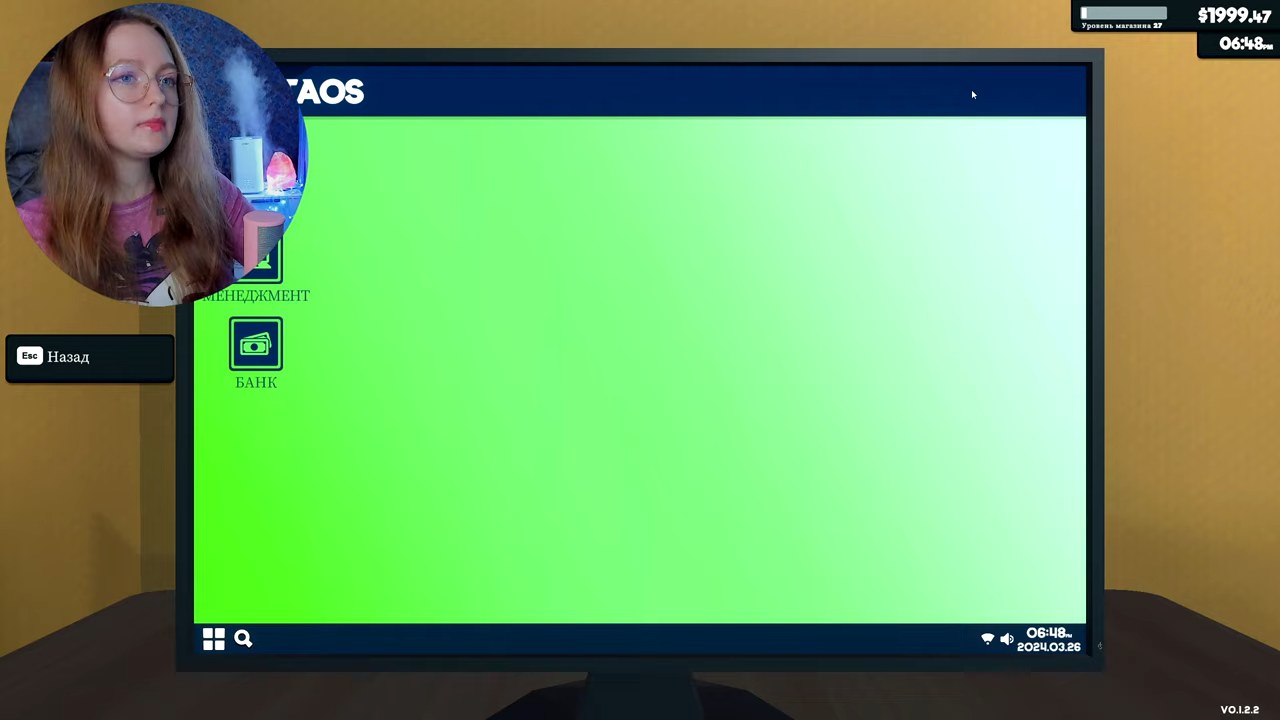 $1999.47
Уровень магазина 27
06:48PM
TAOS
МЕНЕДЖМЕНТ
Esc Назад
БАНК
06:48PM
2024.03.26
V0.1.2.2